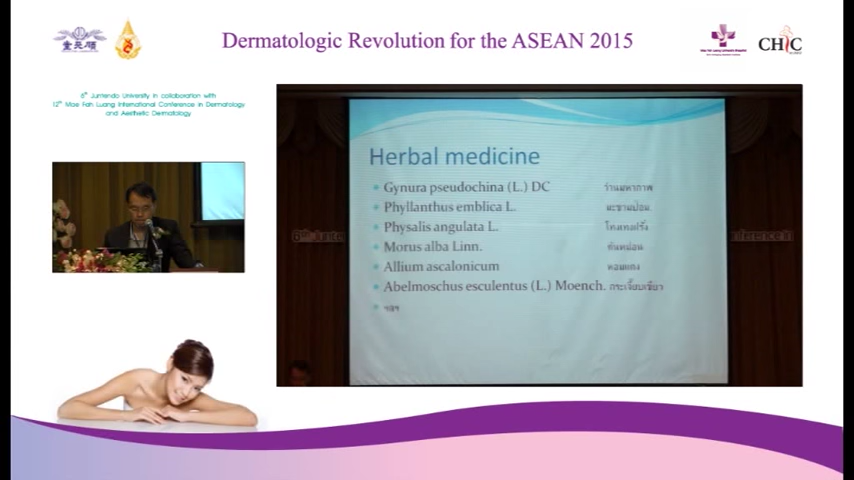 Dermatologic Revolution for the ASEAN 2015
CHIC
8th Juntendo University in collaboration with
12th Mae Fah Luang International Conference in Dermatology
and Aesthetic Dermatology
Herbal medicine
Gynura pseudochina (L.) DC ว่านมหากาฬ
Phyllanthus emblica L. มะขามป้อม
Physalis angulata L. โทงเทงฝรั่ง
Morus alba Linn. หม่อน
Allium ascalonicum หอมแดง
Abelmoschus esculentus (L.) Moench. กระเจี๊ยบเขียว
ฯลฯ